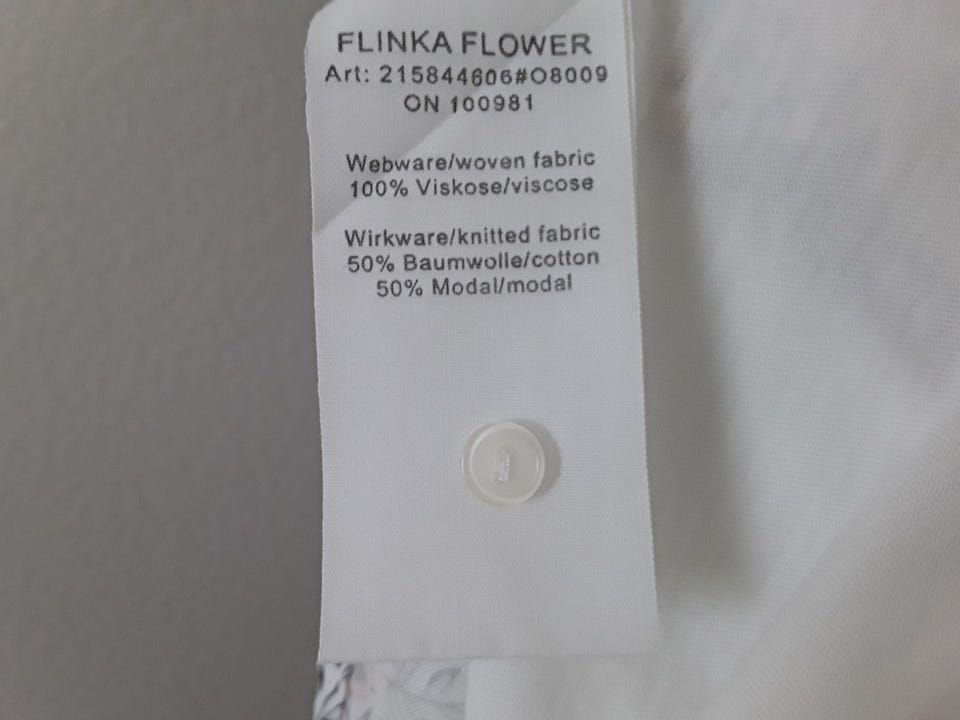 FLINKA FLOWER
Art: 215844606#O8009
ON 100981
Webware/woven fabric
100% Viskose/viscose
Wirkware/knitted fabric
50% Baumwolle/cotton
50% Modal/modal